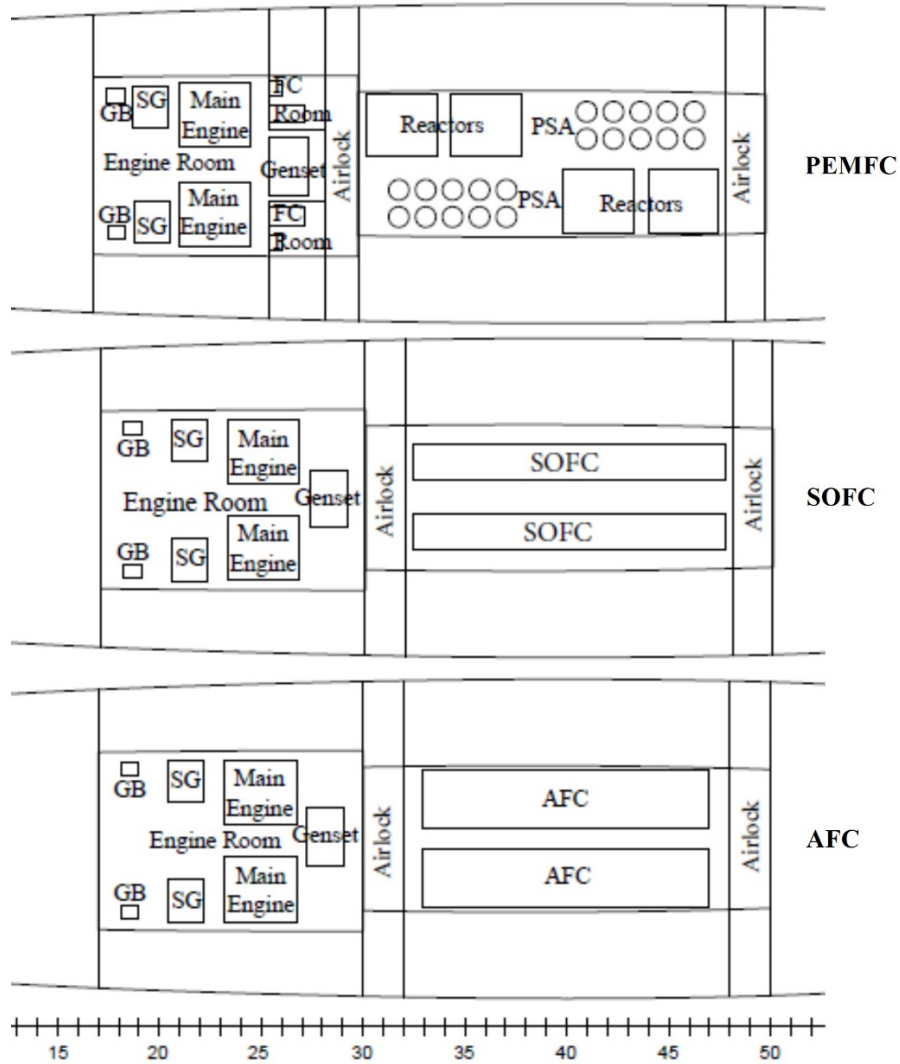 GB
SG
Main
Engine
FC
Room
Engine Room
Genset
GB
SG
Main
Engine
FC
Room
Airlock
Reactors
PSA
PSA
Reactors
Airlock
PEMFC
GB
SG
Main
Engine
Engine Room
Genset
GB
SG
Main
Engine
Airlock
SOFC
SOFC
Airlock
SOFC
GB
SG
Main
Engine
Engine Room
Genset
GB
SG
Main
Engine
Airlock
AFC
AFC
Airlock
AFC
15 20 25 30 35 40 45 50